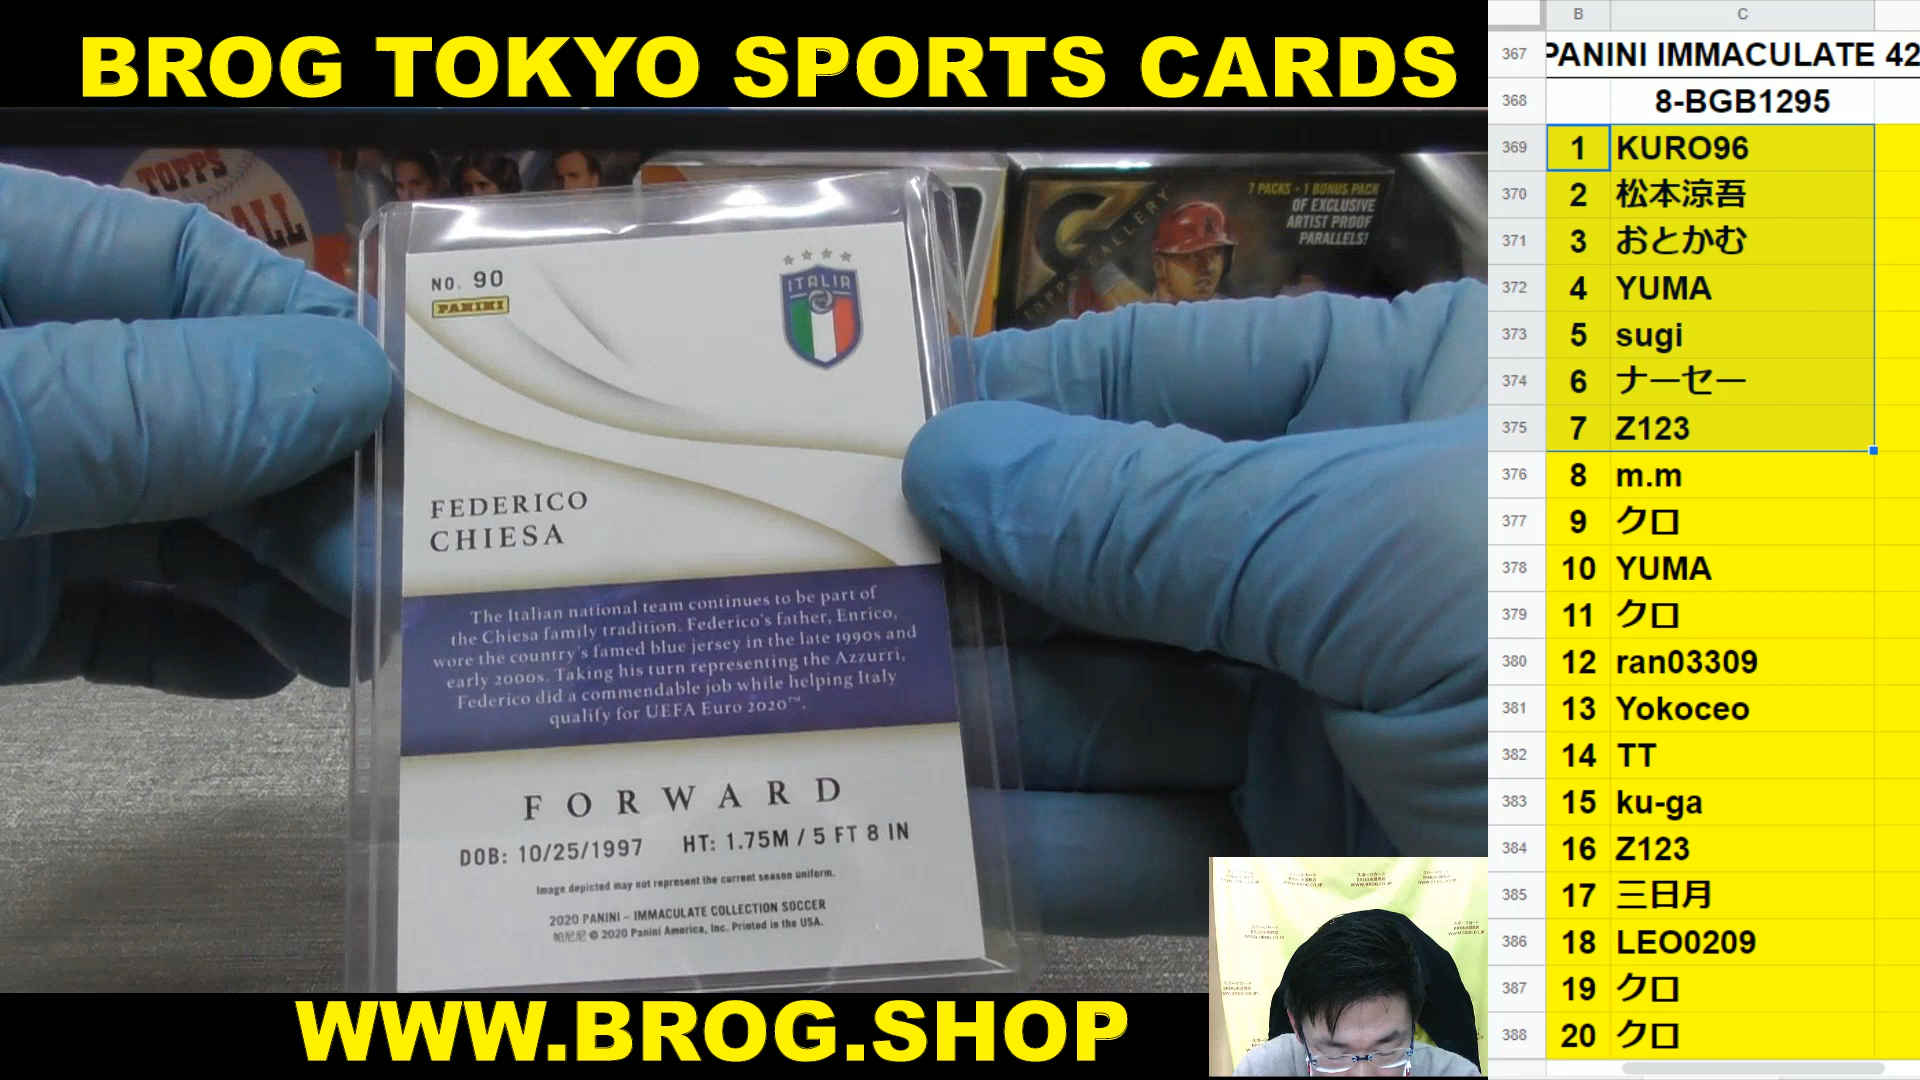 BROG TOKYO SPORTS CARDS
TOPPS
BALL
7 PACKS + 1 BONUS PACK
OF EXCLUSIVE
ARTIST PROOF
PARALLELS!
TOPPS GALLERY
NO. 90
PANINI
ITALIA
FEDERICO
CHIESA
The Italian national team continues to be part of
the Chiesa family tradition. Federico's father, Enrico,
wore the country's famed blue jersey in the late 1990s and
early 2000s. Taking his turn representing the Azzurri,
Federico did a commendable job while helping Italy
qualify for UEFA Euro 2020™.
FORWARD
DOB: 10/25/1997 HT: 1.75M / 5 FT 8 IN
Image depicted may not represent the current season uniform.
2020 PANINI – IMMACULATE COLLECTION SOCCER
帕尼尼 © 2020 Panini America, Inc. Printed in the USA.
WWW.BROG.SHOP
B C
367 PANINI IMMACULATE 42
368 8-BGB1295
369 1 KURO96
370 2 松本涼吾
371 3 おとかむ
372 4 YUMA
373 5 sugi
374 6 ナーセー
375 7 Z123
376 8 m.m
377 9 クロ
378 10 YUMA
379 11 クロ
380 12 ran03309
381 13 Yokoceo
382 14 TT
383 15 ku-ga
384 16 Z123
385 17 三日月
386 18 LEO0209
387 19 クロ
388 20 クロ